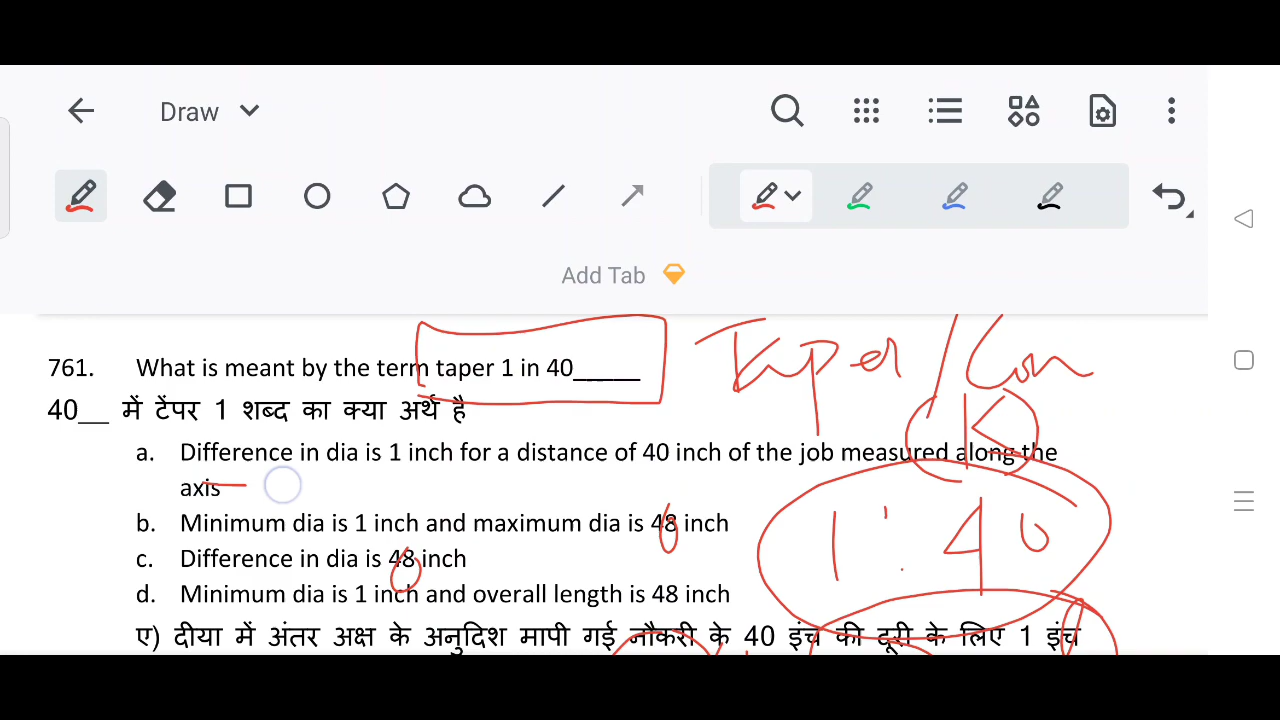 Draw
Add Tab
Taper/Con
761. What is meant by the term taper 1 in 40_____
K
40__ में टेंपर 1 शब्द का क्या अर्थ है
a. Difference in dia is 1 inch for a distance of 40 inch of the job measured along the
axis
b. Minimum dia is 1 inch and maximum dia is 48 inch
0
1 : 40
c. Difference in dia is 48 inch
0
d. Minimum dia is 1 inch and overall length is 48 inch
ए) दीया में अंतर अक्ष के अनुदिश मापी गई नौकरी के 40 इंच की दूरी के लिए 1 इंच